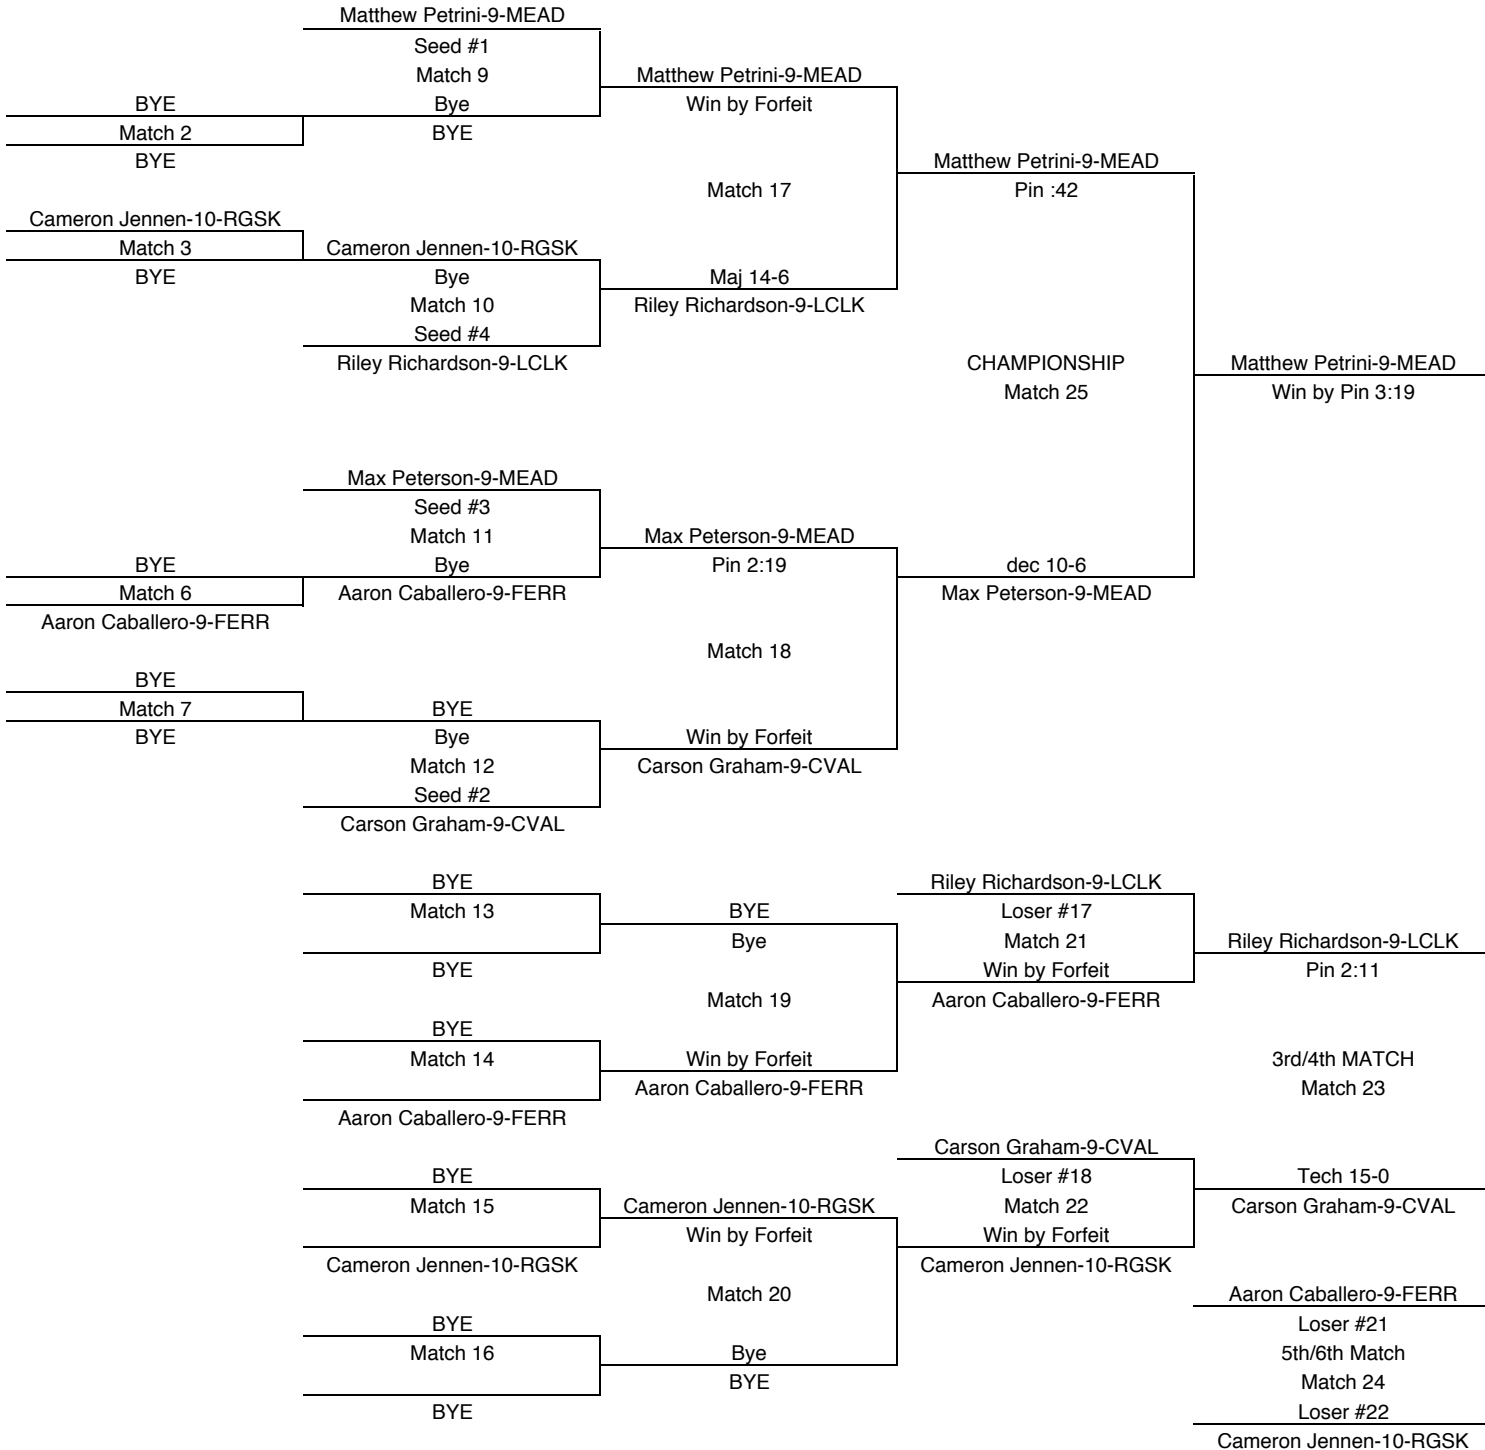 Matthew Petrini-9-MEAD
Seed #1
Match 9
Matthew Petrini-9-MEAD
BYE
Bye
Win by Forfeit
Match 2
BYE
BYE
Matthew Petrini-9-MEAD
Match 17
Pin :42
Cameron Jennen-10-RGSK
Match 3
Cameron Jennen-10-RGSK
BYE
Bye
Maj 14-6
Match 10
Riley Richardson-9-LCLK
Seed #4
Riley Richardson-9-LCLK
CHAMPIONSHIP
Matthew Petrini-9-MEAD
Match 25
Win by Pin 3:19
Max Peterson-9-MEAD
Seed #3
Match 11
Max Peterson-9-MEAD
BYE
Bye
Pin 2:19
dec 10-6
Match 6
Aaron Caballero-9-FERR
Max Peterson-9-MEAD
Aaron Caballero-9-FERR
Match 18
BYE
Match 7
BYE
BYE
Bye
Win by Forfeit
Match 12
Carson Graham-9-CVAL
Seed #2
Carson Graham-9-CVAL
BYE
Riley Richardson-9-LCLK
Match 13
BYE
Loser #17
Bye
Match 21
Riley Richardson-9-LCLK
BYE
Win by Forfeit
Pin 2:11
Match 19
Aaron Caballero-9-FERR
BYE
Match 14
Win by Forfeit
3rd/4th MATCH
Aaron Caballero-9-FERR
Match 23
Aaron Caballero-9-FERR
Carson Graham-9-CVAL
BYE
Loser #18
Tech 15-0
Match 15
Cameron Jennen-10-RGSK
Match 22
Carson Graham-9-CVAL
Win by Forfeit
Win by Forfeit
Cameron Jennen-10-RGSK
Cameron Jennen-10-RGSK
Match 20
Aaron Caballero-9-FERR
BYE
Loser #21
Match 16
Bye
5th/6th Match
BYE
Match 24
BYE
Loser #22
Cameron Jennen-10-RGSK